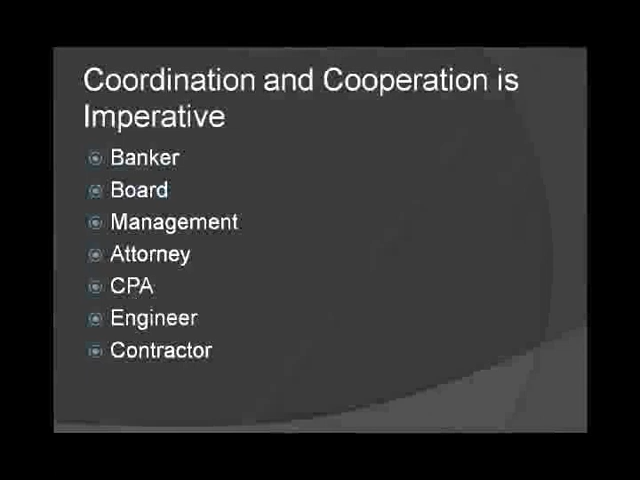 Coordination and Cooperation is
Imperative
Banker
Board
Management
Attorney
CPA
Engineer
Contractor